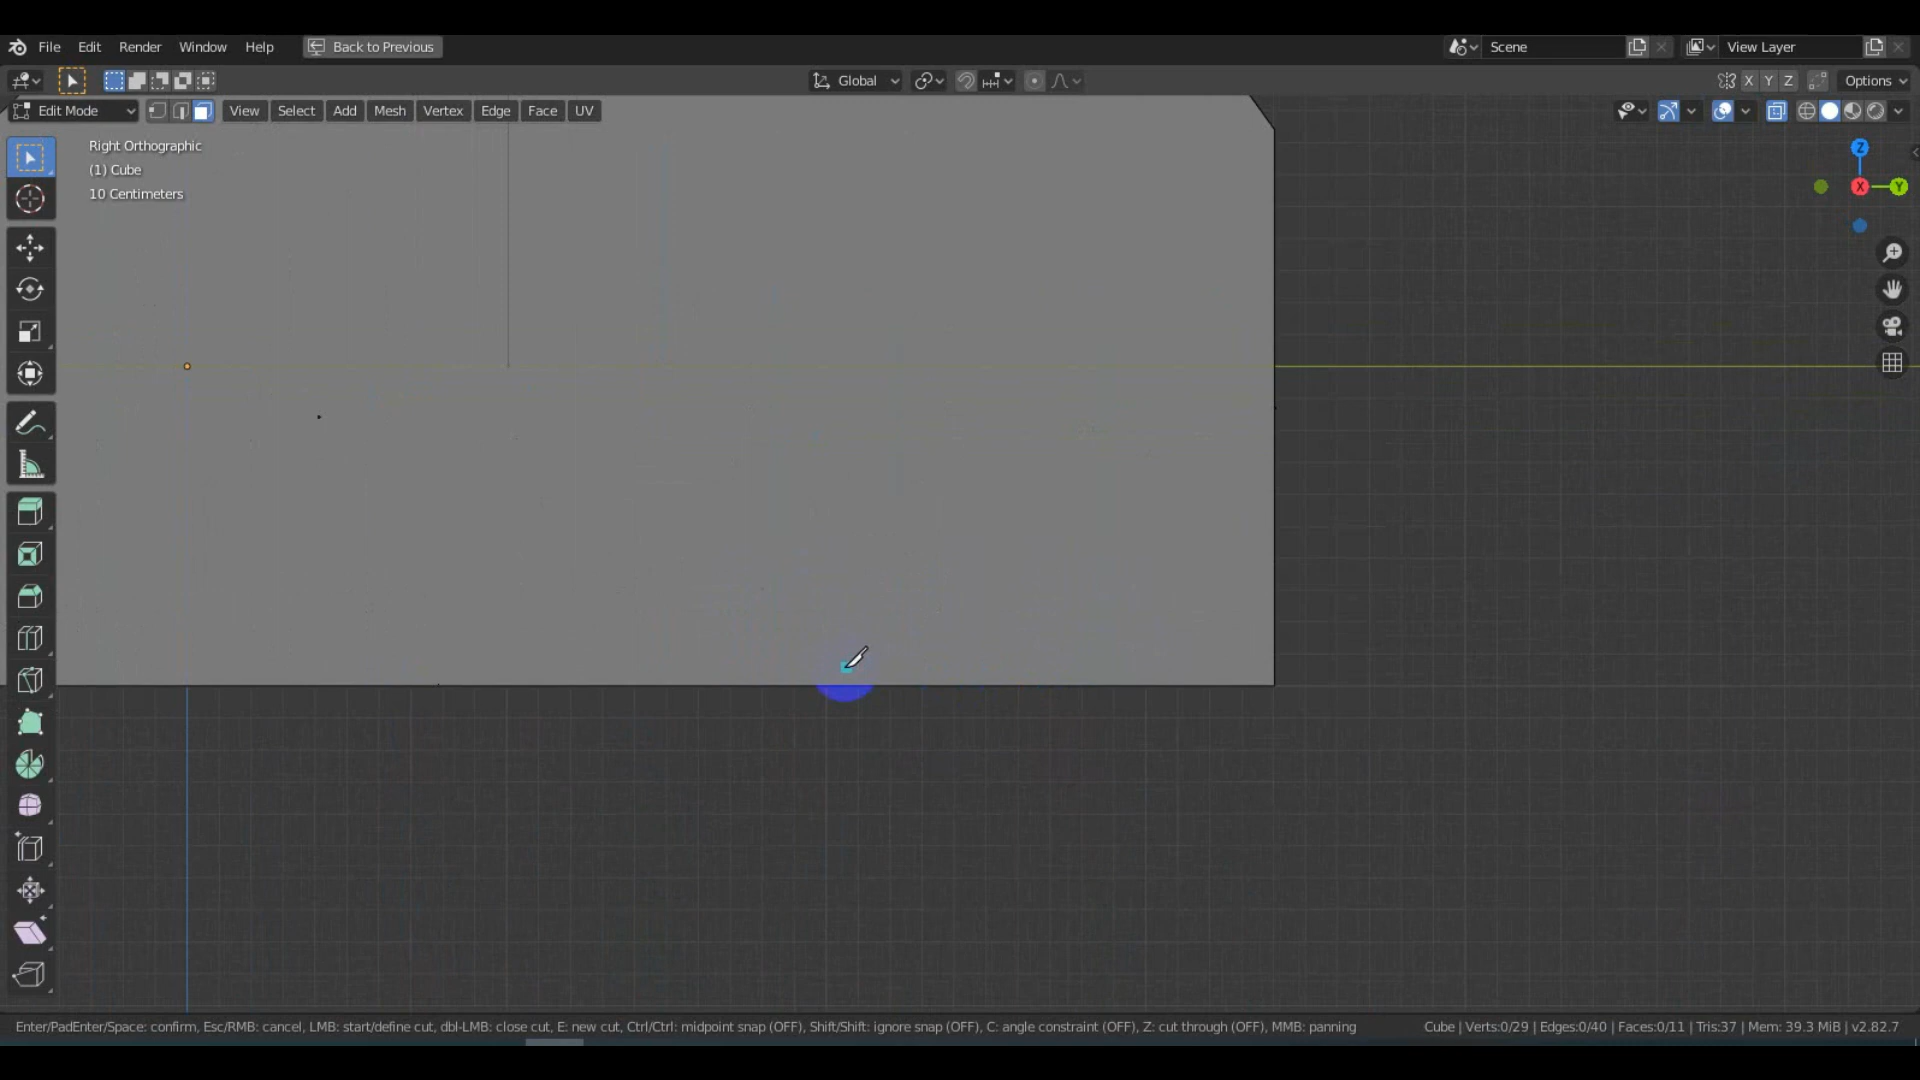 File Edit Render Window Help Back to Previous Scene View Layer
Global X Y Z Options
Edit Mode View Select Add Mesh Vertex Edge Face UV
Right Orthographic
(1) Cube
10 Centimeters
Z
X Y
Enter/PadEnter/Space: confirm, Esc/RMB: cancel, LMB: start/define cut, dbl-LMB: close cut, E: new cut, Ctrl/Ctrl: midpoint snap (OFF), Shift/Shift: ignore snap (OFF), C: angle constraint (OFF), Z: cut through (OFF), MMB: panning Cube | Verts:0/29 | Edges:0/40 | Faces:0/11 | Tris:37 | Mem: 39.3 MiB | v2.82.7